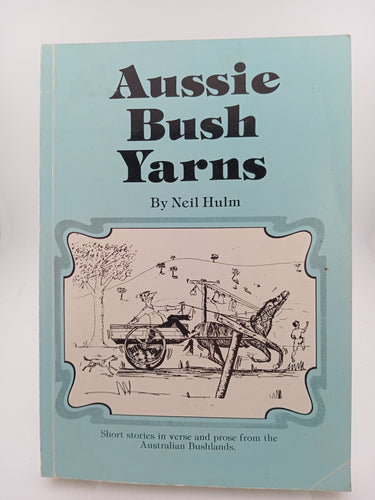 Aussie
Bush
Yarns
By Neil Hulm
Short stories in verse and prose from the
Australian Bushlands.